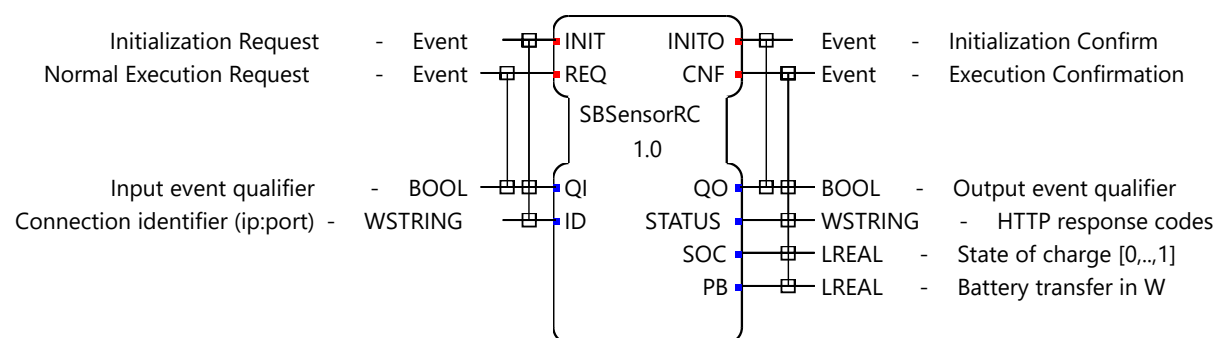 Initialization Request - Event INIT INITO Event - Initialization Confirm
Normal Execution Request - Event REQ CNF Event - Execution Confirmation
SBSensorRC
1.0
Input event qualifier - BOOL QI QO BOOL - Output event qualifier
Connection identifier (ip:port) - WSTRING ID STATUS WSTRING - HTTP response codes
SOC LREAL - State of charge [0,..,1]
PB LREAL - Battery transfer in W